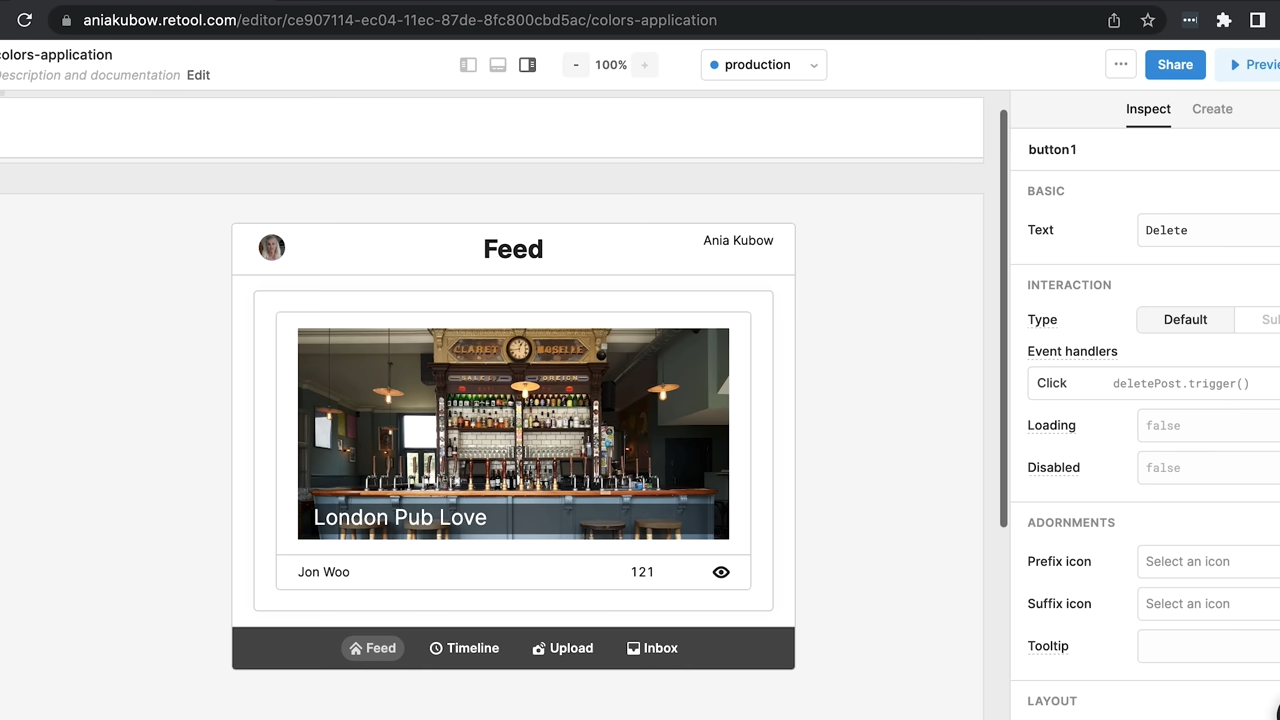 aniakubow.retool.com/editor/ce907114-ec04-11ec-87de-8fc800cbd5ac/colors-application
colors-application
Description and documentation Edit
- 100% +
production
Share
Previe
Inspect Create
button1
BASIC
Text Delete
INTERACTION
Type Default Su
Event handlers
Click deletePost.trigger()
Loading false
Disabled false
ADORNMENTS
Prefix icon Select an icon
Suffix icon Select an icon
Tooltip
LAYOUT
Feed
Ania Kubow
CLARET MOSELLE
London Pub Love
Jon Woo 121
Feed Timeline Upload Inbox